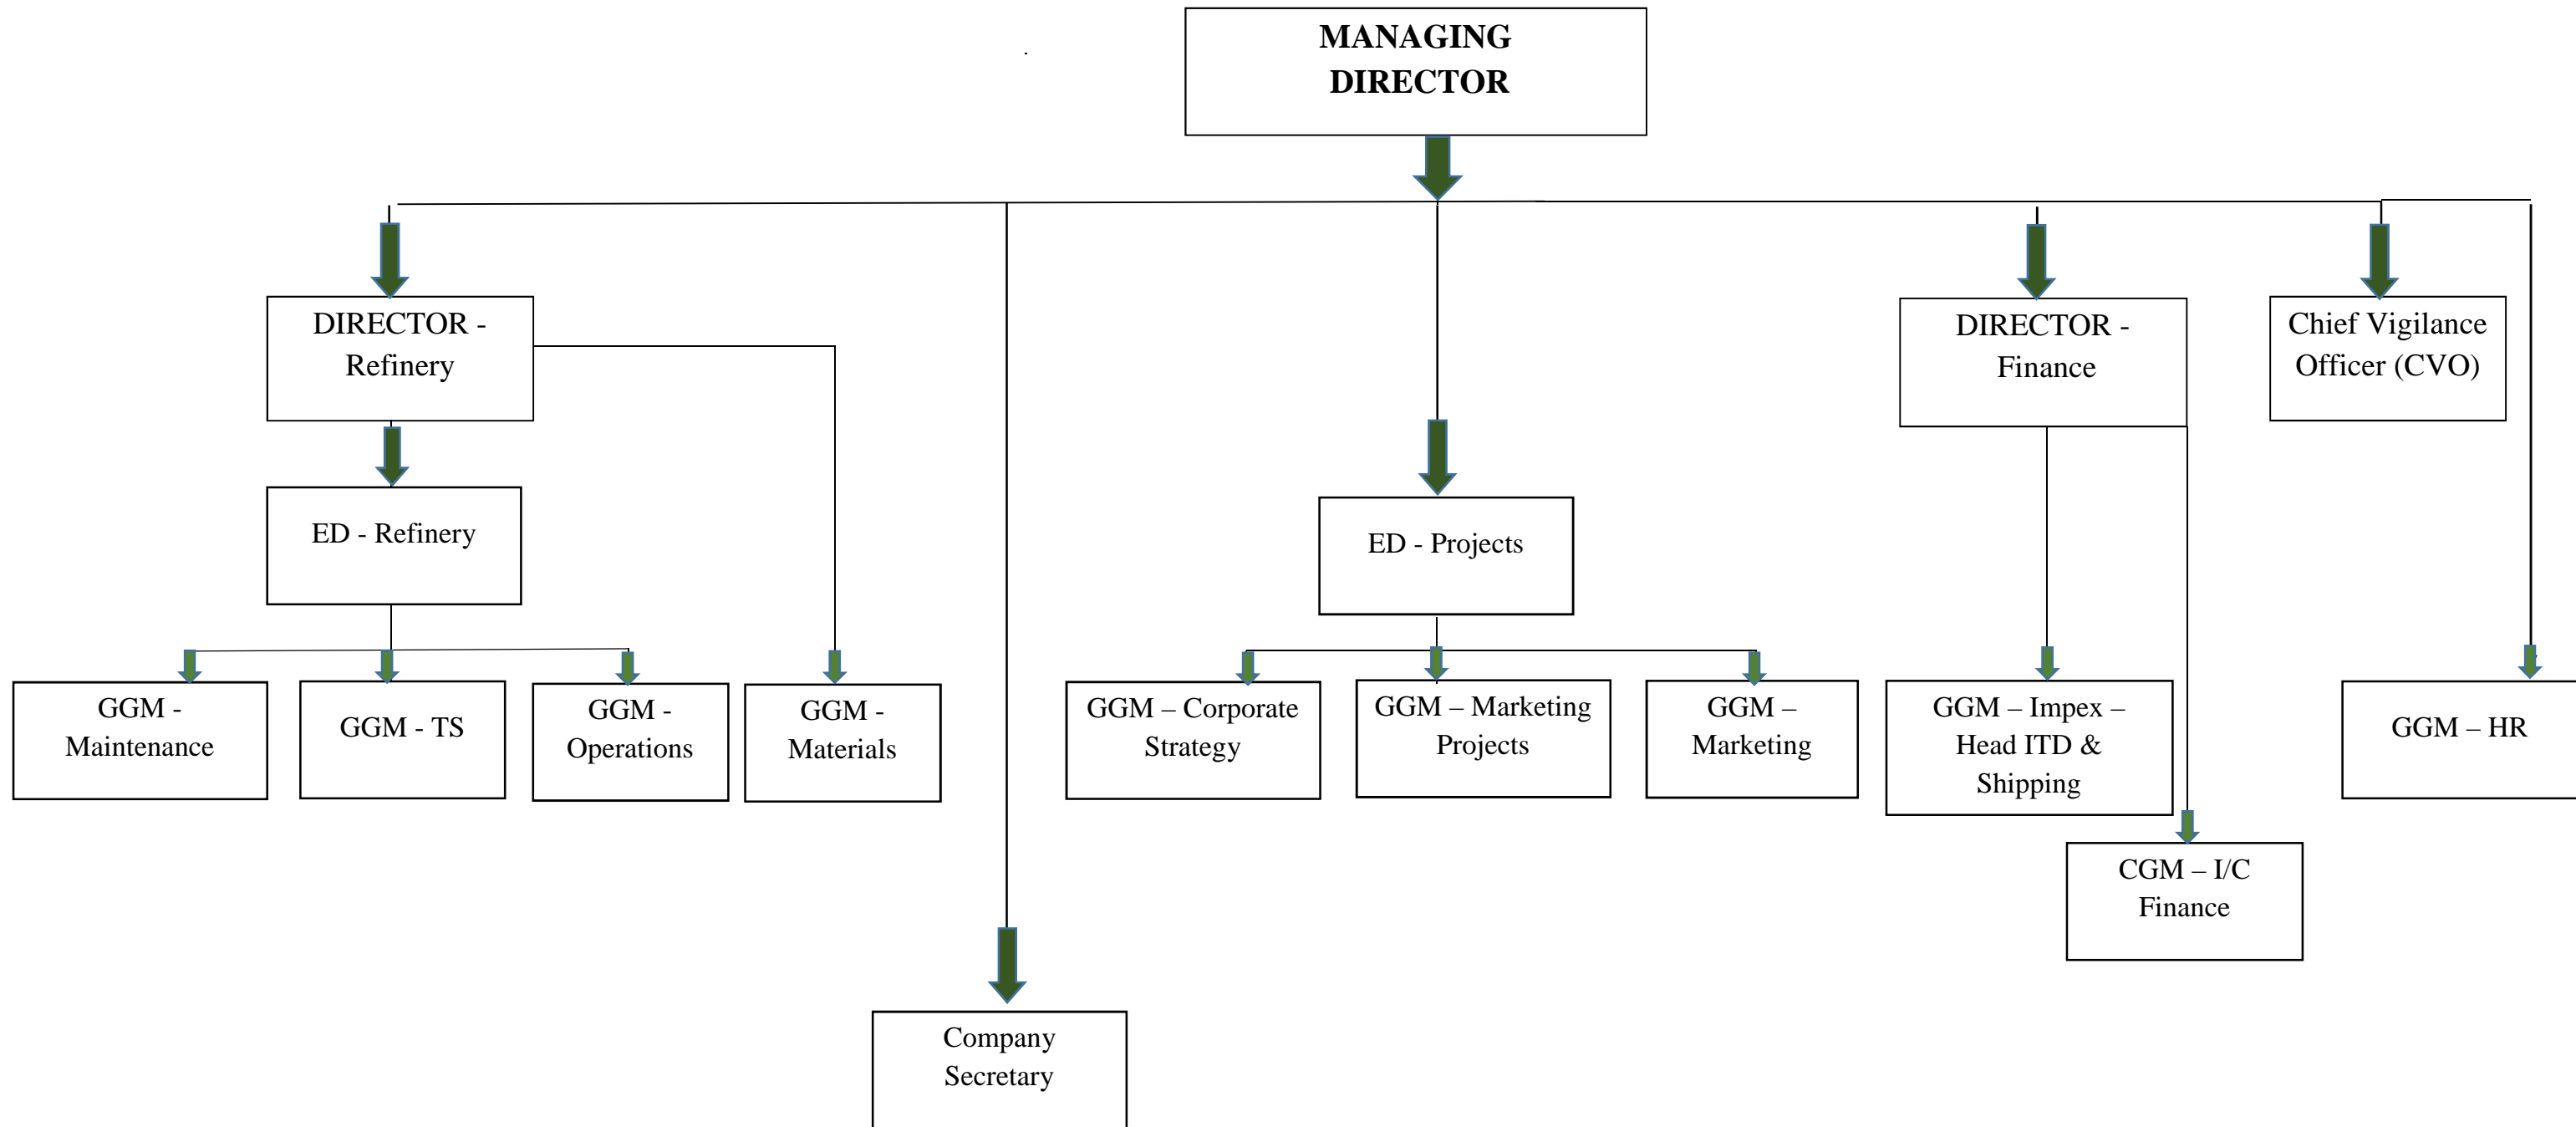 MANAGING
DIRECTOR
DIRECTOR -
Refinery
DIRECTOR -
Finance
Chief Vigilance
Officer (CVO)
ED - Refinery
ED - Projects
GGM -
Maintenance
GGM - TS
GGM -
Operations
GGM -
Materials
GGM – Corporate
Strategy
GGM – Marketing
Projects
GGM –
Marketing
GGM – Impex –
Head ITD &
Shipping
GGM – HR
CGM – I/C
Finance
Company
Secretary